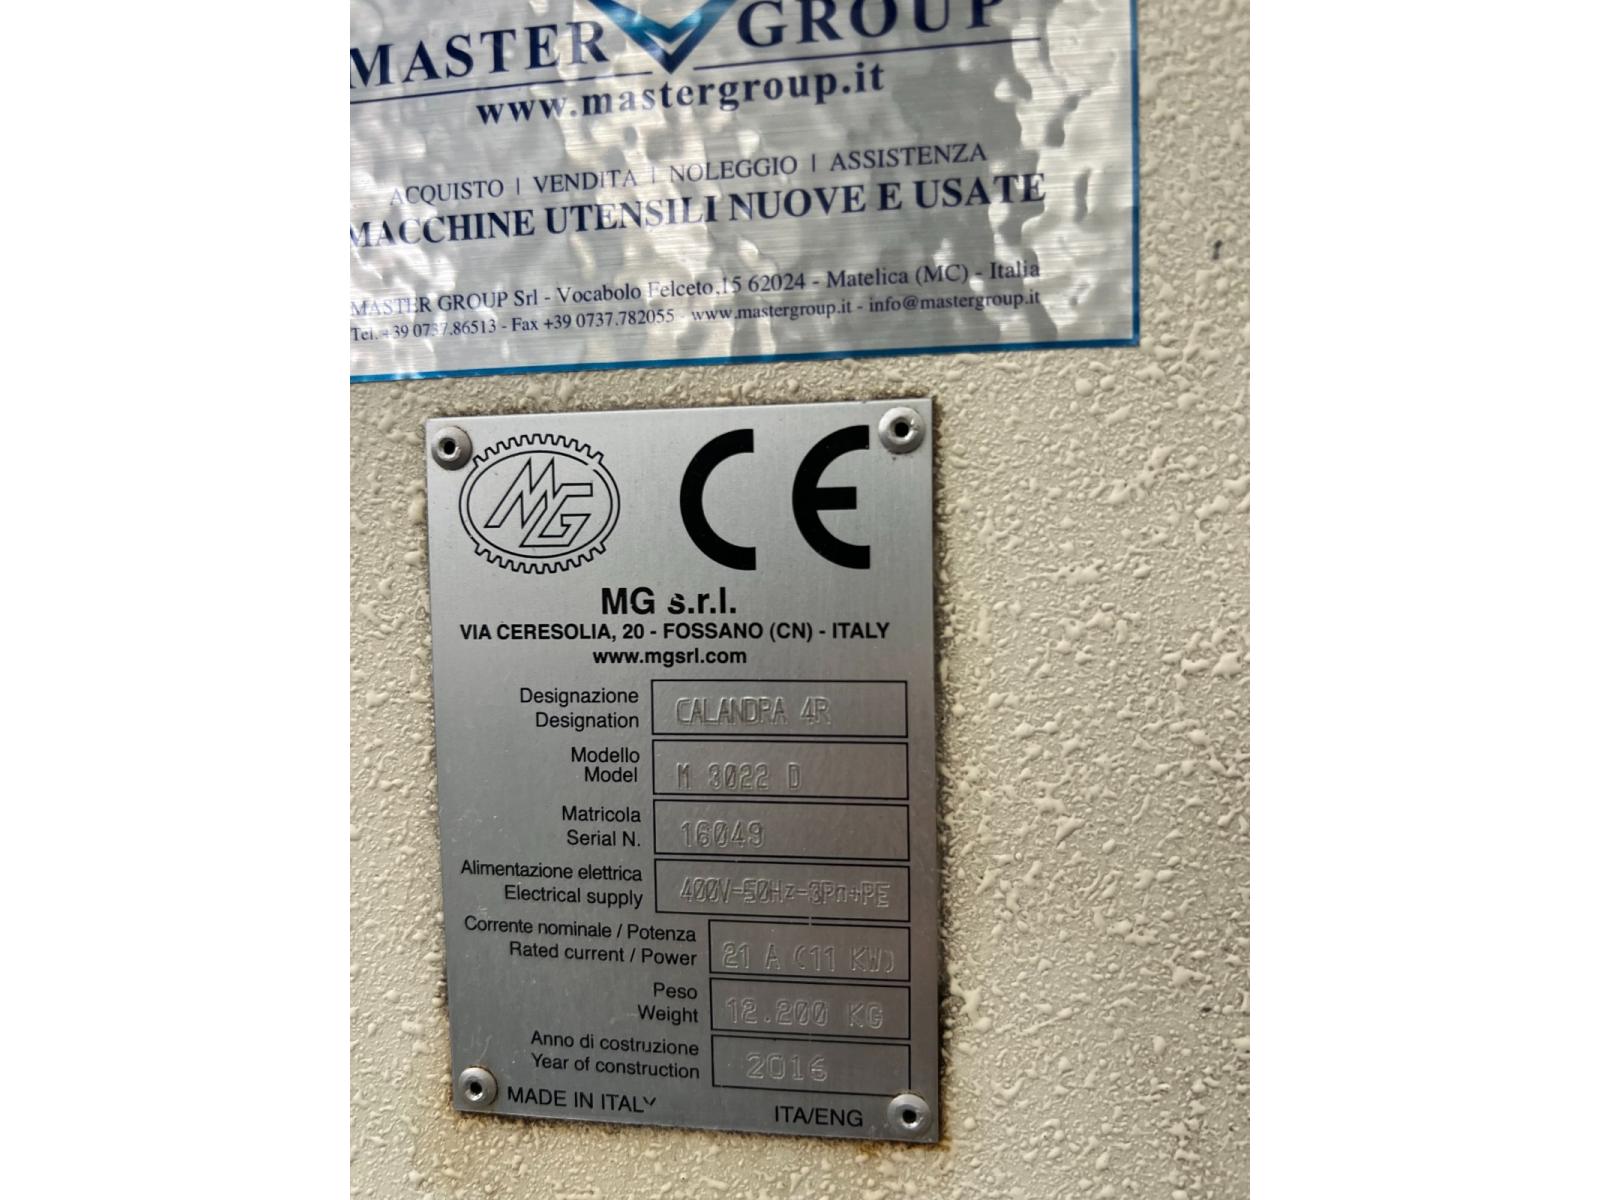 MASTER GROUP
www.mastergroup.it
ACQUISTO | VENDITA | NOLEGGIO | ASSISTENZA
MACCHINE UTENSILI NUOVE E USATE
MASTER GROUP Srl - Vocabolo Felceto,15 62024 - Matelica (MC) - Italia
Tel. +39 0737.86513 - Fax +39 0737.782055 - www.mastergroup.it - info@mastergroup.it
MG
CE
MG s.r.l.
VIA CERESOLIA, 20 - FOSSANO (CN) - ITALY
www.mgsrl.com
Designazione
Designation
CALANDRA 4R
Modello
Model
M 3022 D
Matricola
Serial N.
16049
Alimentazione elettrica
Electrical supply
400V-50Hz-3Pn+PE
Corrente nominale / Potenza
Rated current / Power
21 A (11 KW)
Peso
Weight
12.200 KG
Anno di costruzione
Year of construction
2016
MADE IN ITALY
ITA/ENG